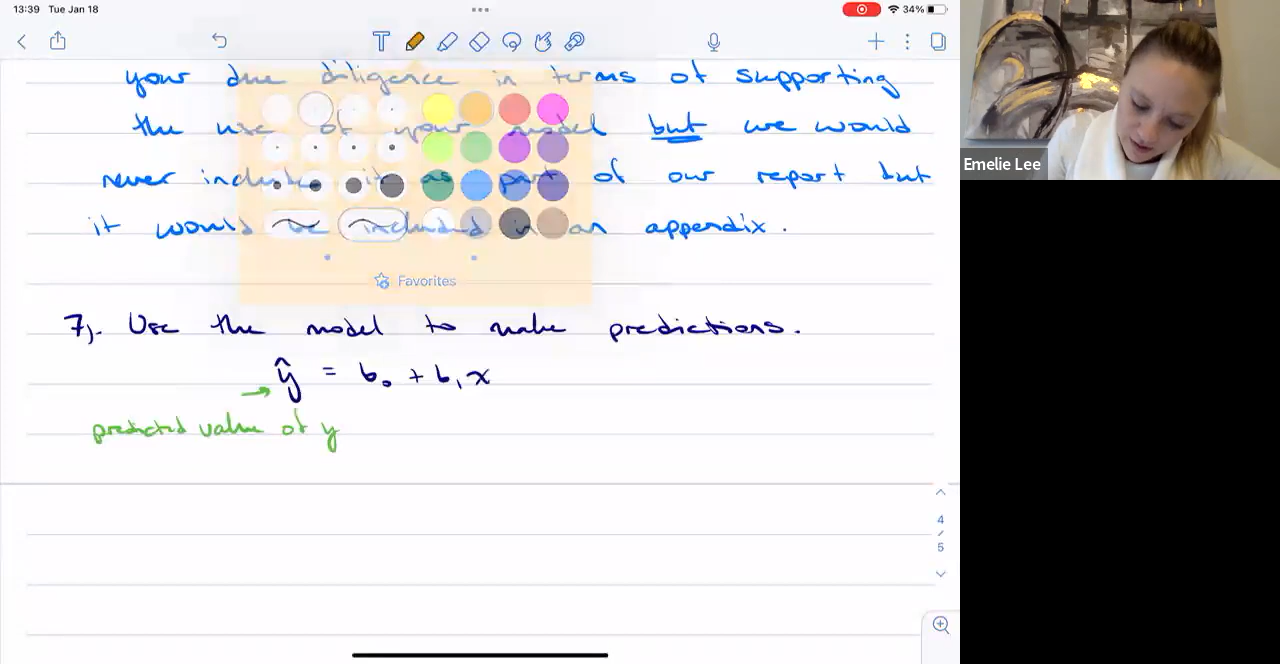 13:39 Tue Jan 18
34%
your due diligence in terms of supporting
the use of your model but we would
never include it as part of our report but
it would be included in an appendix.
Favorites
7). Use the model to make predictions.
ŷ = b₀ + b₁x
predicted value of y
4
/
5
Emelie Lee